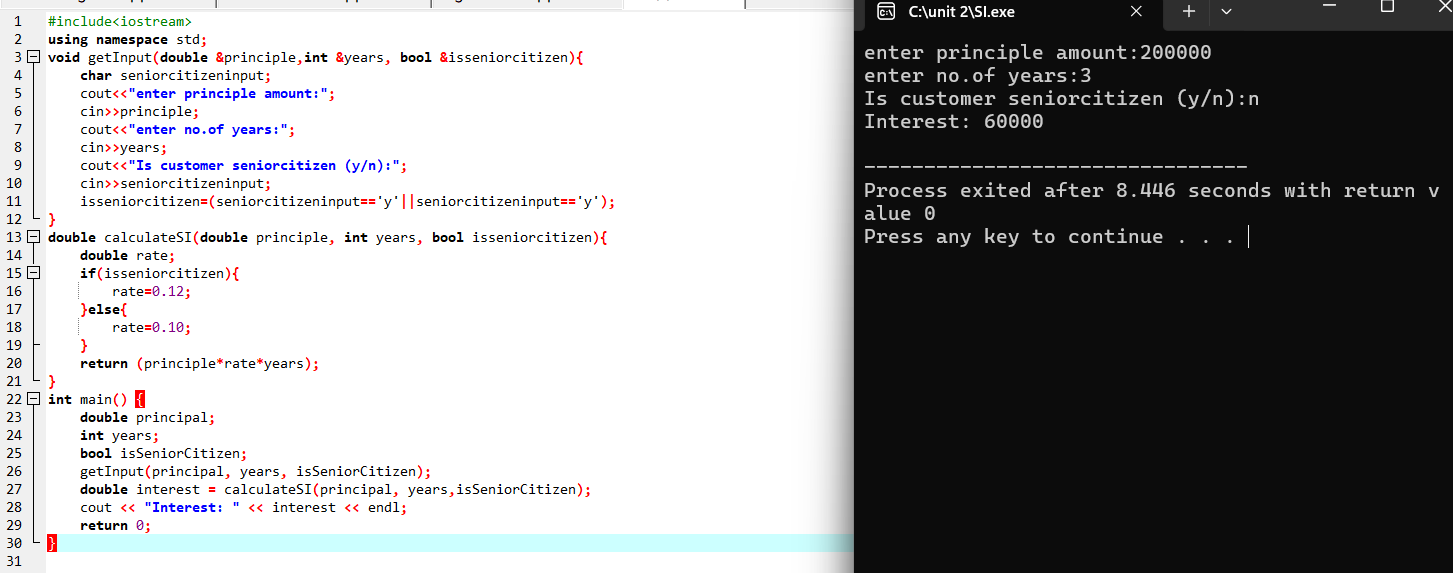 1 #include<iostream>
2 using namespace std;
3 void getInput(double &principle,int &years, bool &isseniorcitizen){
4 char seniorcitizeninput;
5 cout<<"enter principle amount:";
6 cin>>principle;
7 cout<<"enter no.of years:";
8 cin>>years;
9 cout<<"Is customer seniorcitizen (y/n):";
10 cin>>seniorcitizeninput;
11 isseniorcitizen=(seniorcitizeninput=='y'||seniorcitizeninput=='y');
12 }
13 double calculateSI(double principle, int years, bool isseniorcitizen){
14 double rate;
15 if(isseniorcitizen){
16 rate=0.12;
17 }else{
18 rate=0.10;
19 }
20 return (principle*rate*years);
21 }
22 int main() {
23 double principal;
24 int years;
25 bool isSeniorCitizen;
26 getInput(principal, years, isSeniorCitizen);
27 double interest = calculateSI(principal, years,isSeniorCitizen);
28 cout << "Interest: " << interest << endl;
29 return 0;
30 }
31
C:\unit 2\SI.exe
enter principle amount:200000
enter no.of years:3
Is customer seniorcitizen (y/n):n
Interest: 60000
--------------------------------
Process exited after 8.446 seconds with return v
alue 0
Press any key to continue . . .